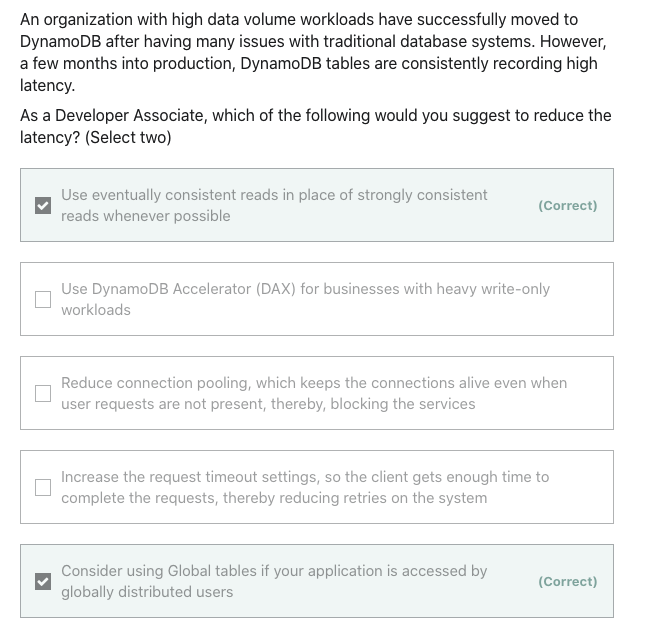 An organization with high data volume workloads have successfully moved to
DynamoDB after having many issues with traditional database systems. However,
a few months into production, DynamoDB tables are consistently recording high
latency.
As a Developer Associate, which of the following would you suggest to reduce the
latency? (Select two)
Use eventually consistent reads in place of strongly consistent
reads whenever possible
(Correct)
Use DynamoDB Accelerator (DAX) for businesses with heavy write-only
workloads
Reduce connection pooling, which keeps the connections alive even when
user requests are not present, thereby, blocking the services
Increase the request timeout settings, so the client gets enough time to
complete the requests, thereby reducing retries on the system
Consider using Global tables if your application is accessed by
globally distributed users
(Correct)